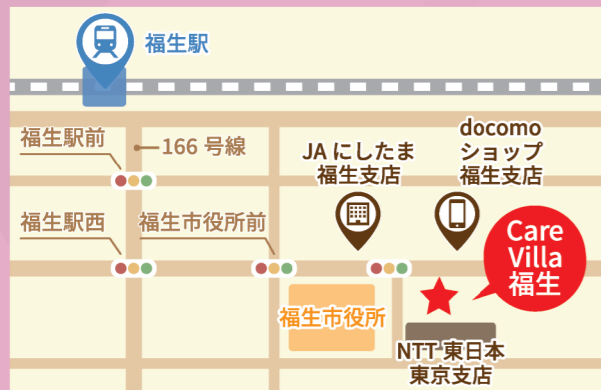 福生駅
福生駅前
166 号線
JA にしたま
福生支店
docomo
ショップ
福生支店
福生駅西
福生市役所前
Care
Villa
福生
福生市役所
NTT 東日本
東京支店